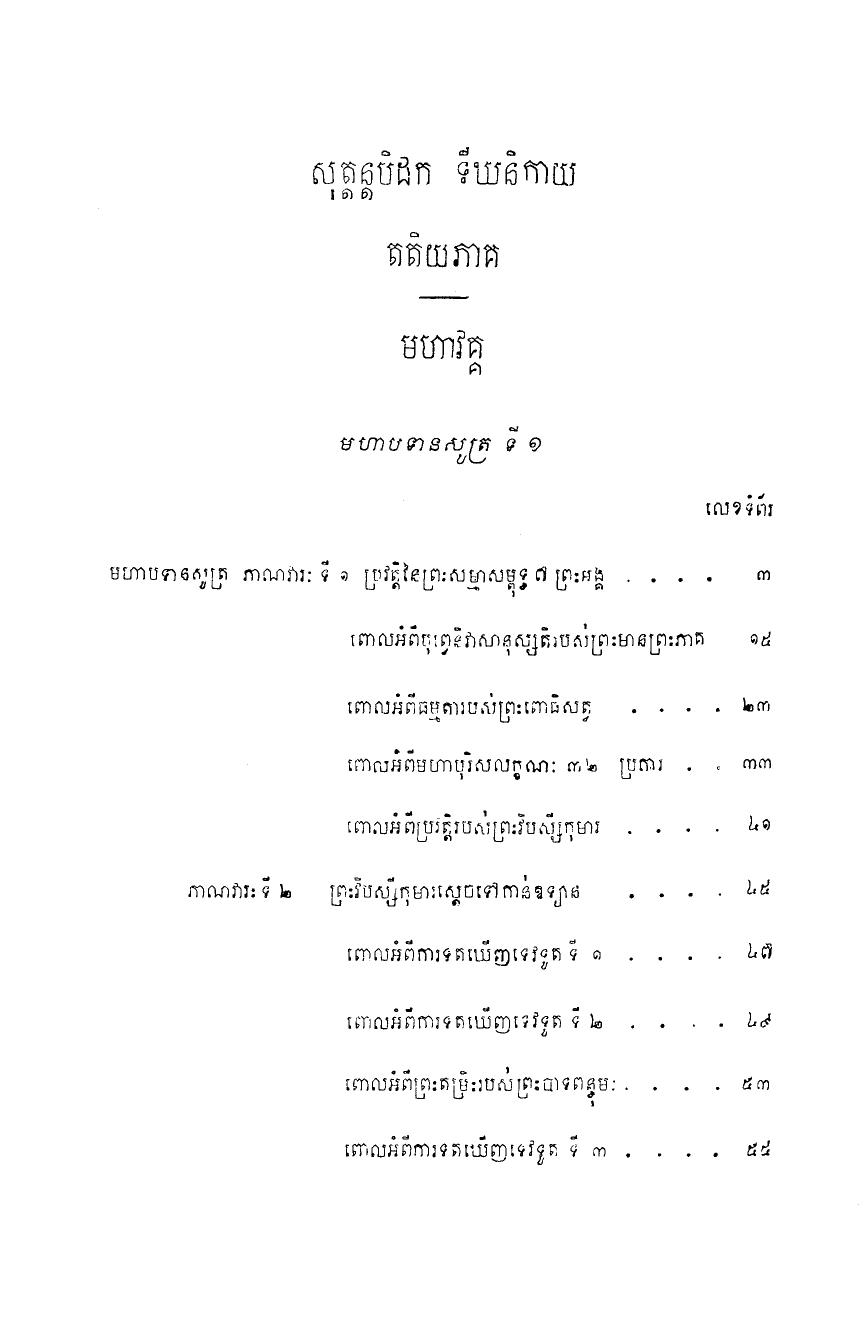 សុត្តន្តបិដក ទីឃនិកាយ
តតិយភាគ
មហាវគ្គ
មហាបទានសូត្រ ទី ១
លេខទំព័រ
មហាបទានសូត្រ ភាណវារៈ ទី ១ ប្រវត្តិនៃព្រះសម្មាសម្ពុទ្ធ ៧ ព្រះអង្គ . . . . ៣
ពោលអំពីបុព្វេនិវាសានុស្សតិរបស់ព្រះមានព្រះភាគ ១៥
ពោលអំពីធម្មតារបស់ព្រះពោធិសត្វ . . . . ២៣
ពោលអំពីមហាបុរិសលក្ខណៈ ៣២ ប្រការ . . ៣៣
ពោលអំពីប្រវត្តិរបស់ព្រះវិបស្សីកុមារ . . . . ៤១
ភាណវារៈ ទី ២ ព្រះវិបស្សីកុមារស្តេចទៅកាន់ឧទ្យាន . . . . ៤៥
ពោលអំពីការទតឃើញទេវទូត ទី ១ . . . . ៤៧
ពោលអំពីការទតឃើញទេវទូត ទី ២ . . . . ៤៩
ពោលអំពីព្រះតម្រិះរបស់ព្រះបាទពន្ធុមៈ . . . . ៥៣
ពោលអំពីការទតឃើញទេវទូត ទី ៣ . . . . ៥៥